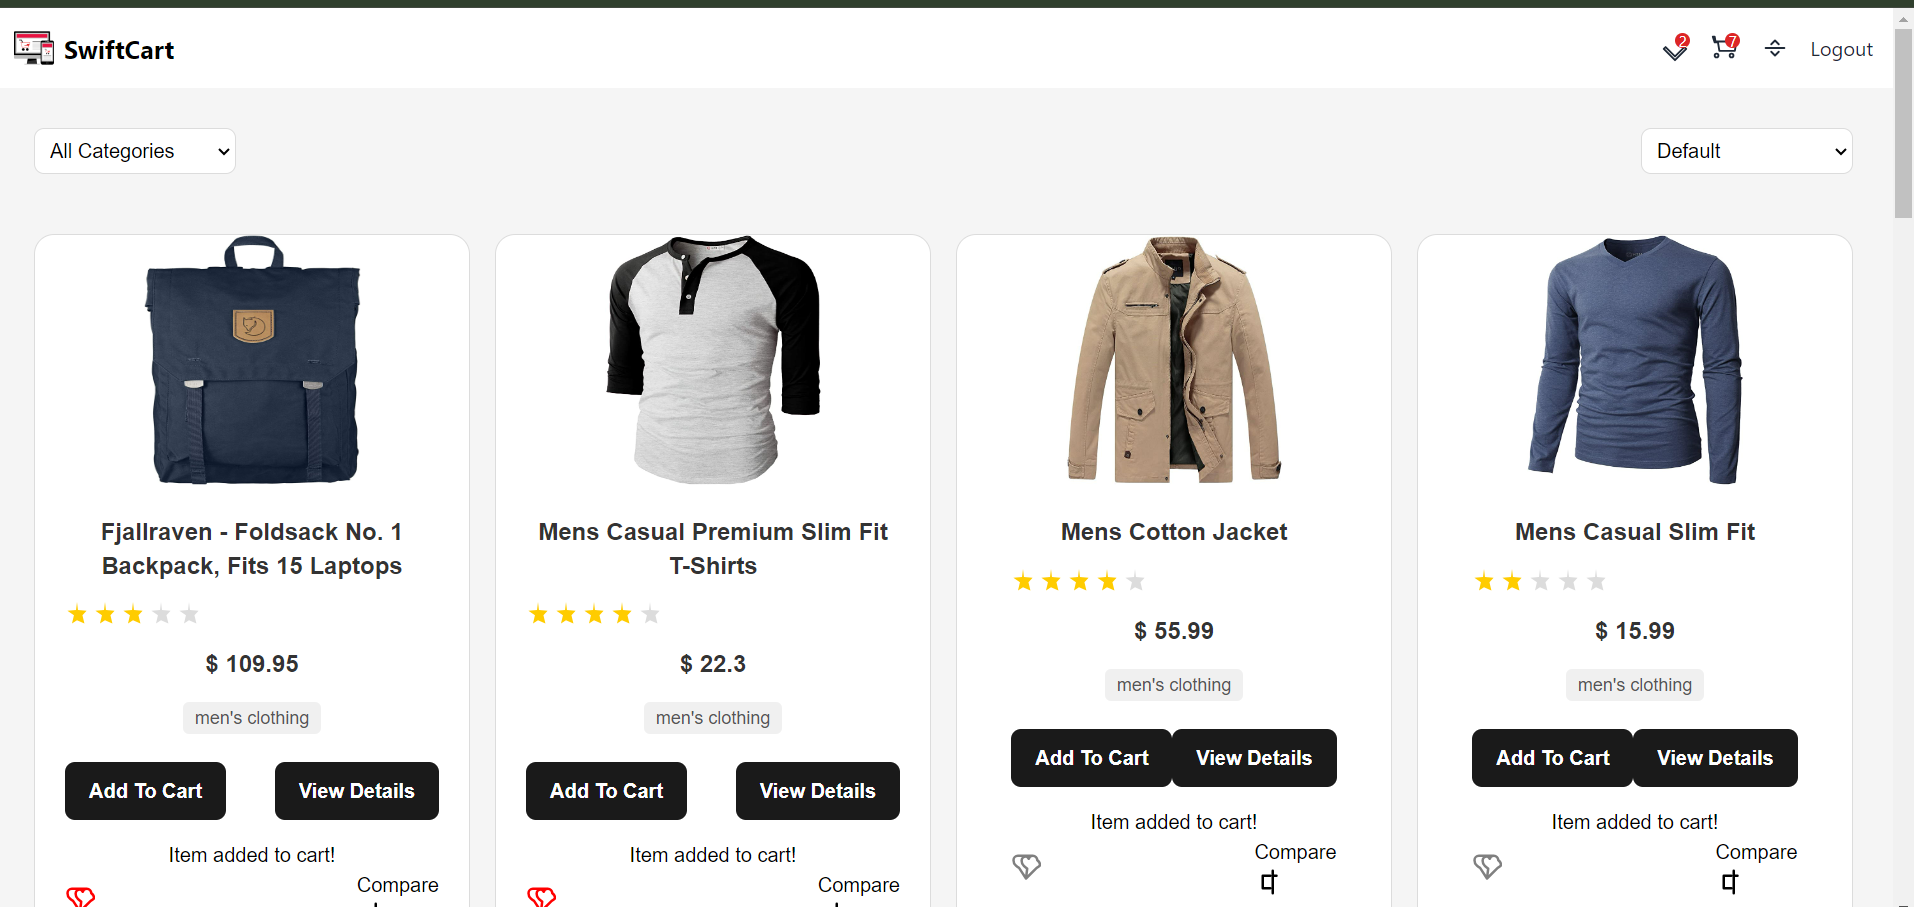 SwiftCart
2
7
Logout
All Categories
Default
Fjallraven - Foldsack No. 1
Backpack, Fits 15 Laptops
$ 109.95
men's clothing
Add To Cart
View Details
Item added to cart!
Compare
Mens Casual Premium Slim Fit
T-Shirts
$ 22.3
men's clothing
Add To Cart
View Details
Item added to cart!
Compare
Mens Cotton Jacket
$ 55.99
men's clothing
Add To Cart
View Details
Item added to cart!
Compare
Mens Casual Slim Fit
$ 15.99
men's clothing
Add To Cart
View Details
Item added to cart!
Compare